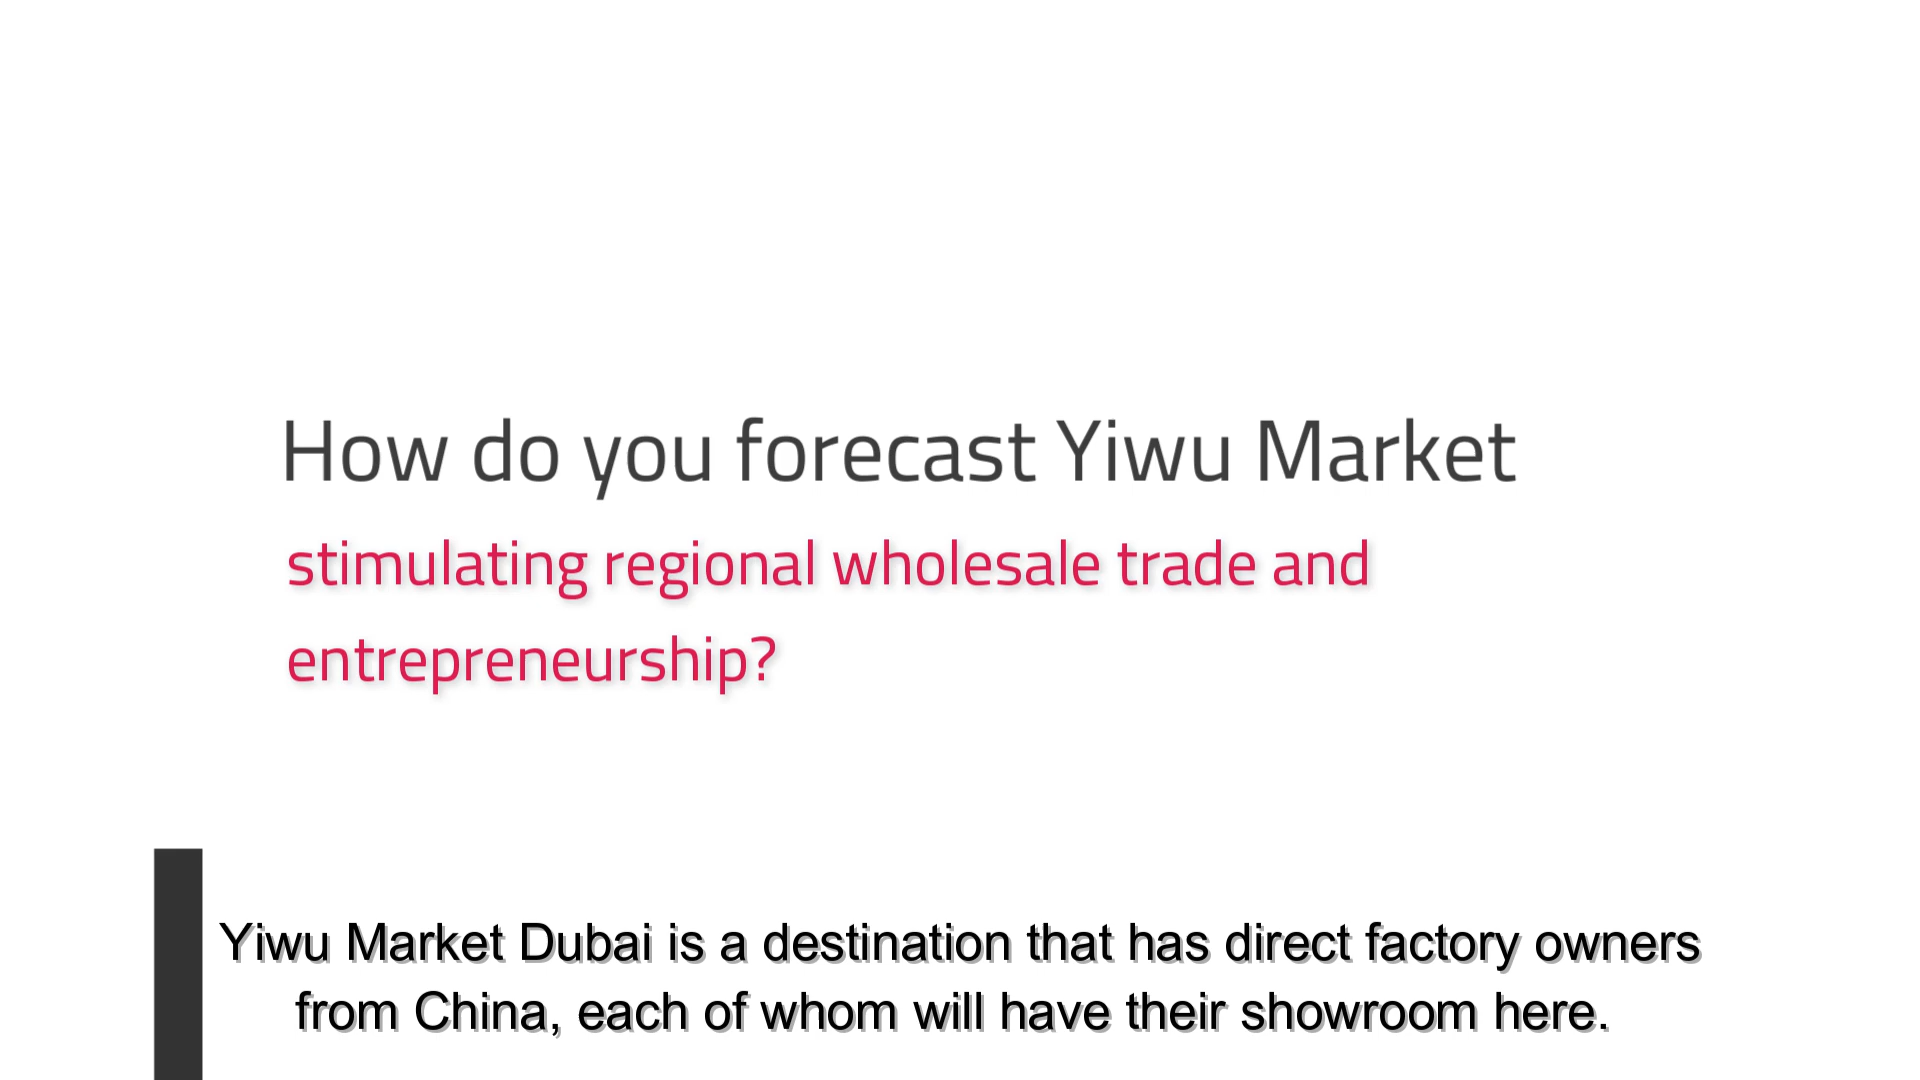 How do you forecast Yiwu Market
stimulating regional wholesale trade and
entrepreneurship?
Yiwu Market Dubai is a destination that has direct factory owners
from China, each of whom will have their showroom here.